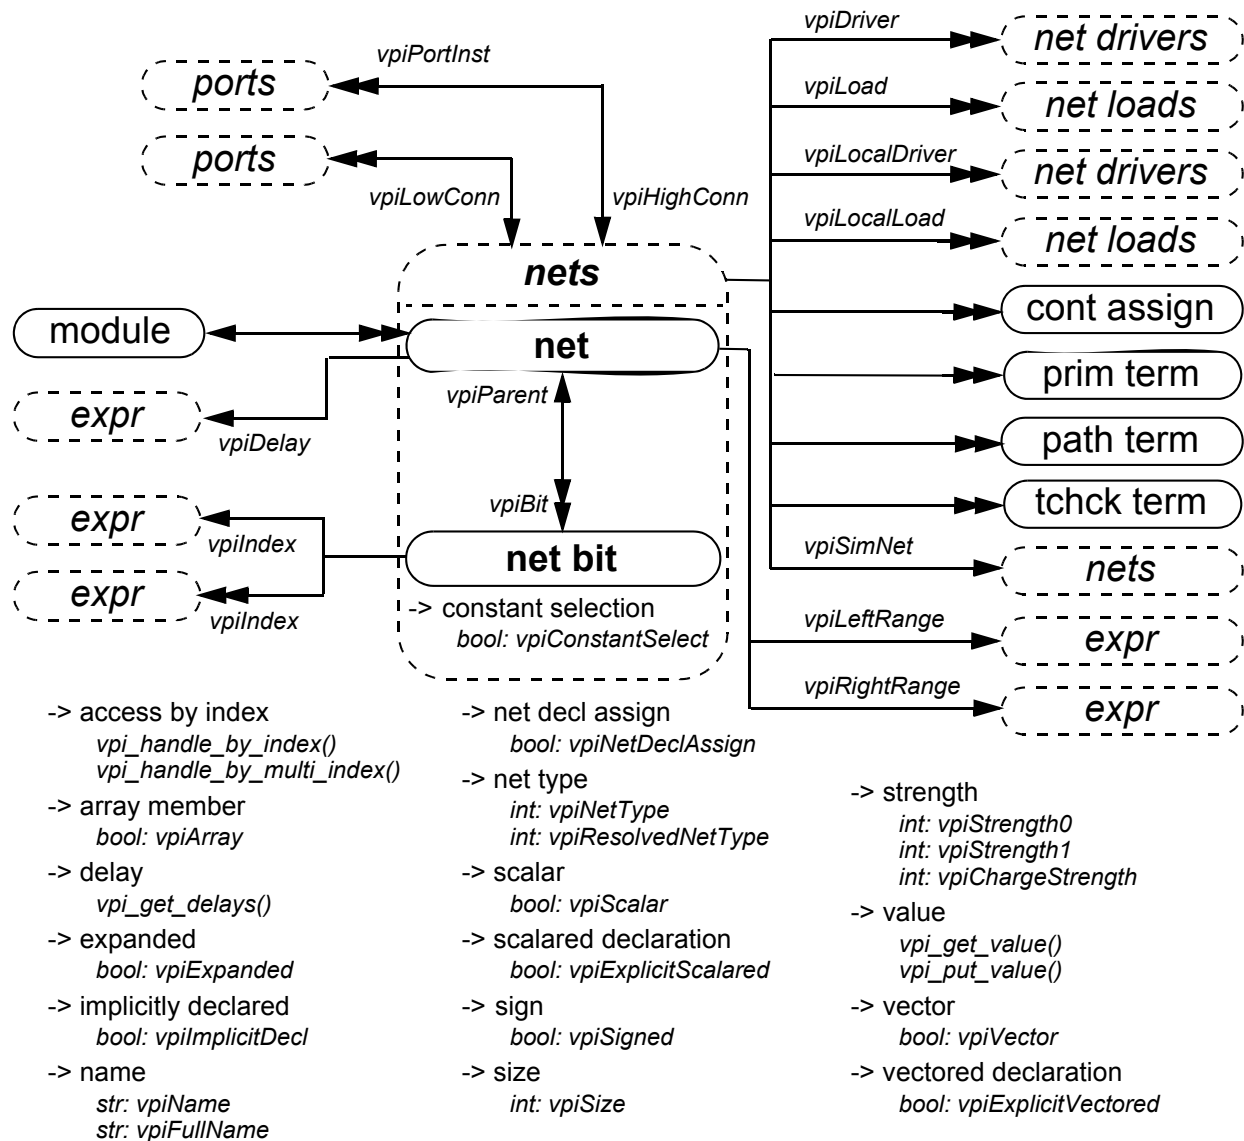 vpiDriver
net drivers
vpiPortInst
ports
vpiLoad
net loads
ports
vpiLocalDriver
net drivers
vpiLowConn
vpiHighConn
vpiLocalLoad
net loads
nets
cont assign
module
net
prim term
vpiParent
expr
vpiDelay
path term
vpiBit
tchck term
expr
vpiIndex
net bit
vpiSimNet
nets
expr
vpiIndex
-> constant selection
bool: vpiConstantSelect
vpiLeftRange
expr
vpiRightRange
expr
-> access by index
vpi_handle_by_index()
vpi_handle_by_multi_index()
-> array member
bool: vpiArray
-> delay
vpi_get_delays()
-> expanded
bool: vpiExpanded
-> implicitly declared
bool: vpiImplicitDecl
-> name
str: vpiName
str: vpiFullName
-> net decl assign
bool: vpiNetDeclAssign
-> net type
int: vpiNetType
int: vpiResolvedNetType
-> scalar
bool: vpiScalar
-> scalared declaration
bool: vpiExplicitScalared
-> sign
bool: vpiSigned
-> size
int: vpiSize
-> strength
int: vpiStrength0
int: vpiStrength1
int: vpiChargeStrength
-> value
vpi_get_value()
vpi_put_value()
-> vector
bool: vpiVector
-> vectored declaration
bool: vpiExplicitVectored